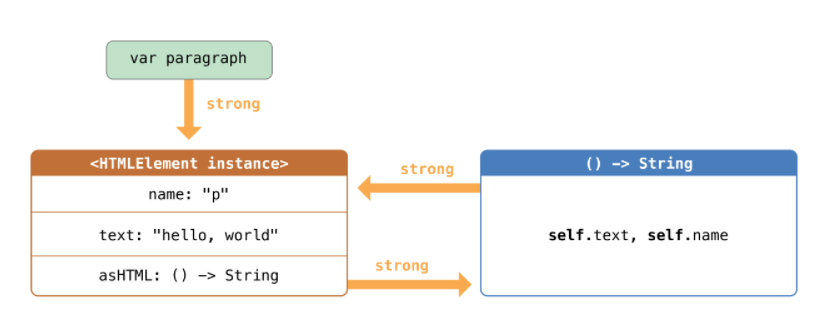 var paragraph
strong
<HTMLElement instance>
name: "p"
text: "hello, world"
asHTML: () -> String
strong
strong
() -> String
self.text, self.name